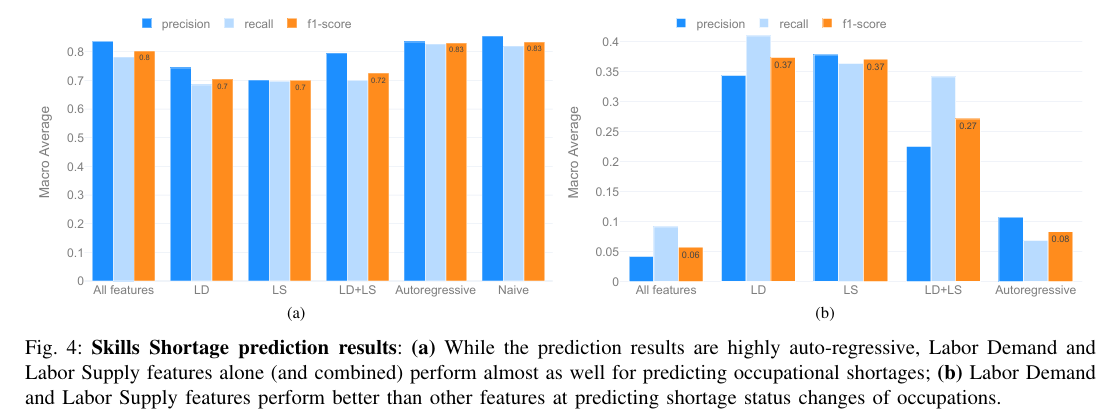 precision recall f1-score
0.8
0.7
0.6
0.5
0.4
0.3
0.2
0.1
0
Macro Average
0.8
0.7
0.7
0.72
0.83
0.83
All features LD LS LD+LS Autoregressive Naive
(a)
precision recall f1-score
0.4
0.35
0.3
0.25
0.2
0.15
0.1
0.05
0
Macro Average
0.06
0.37
0.37
0.27
0.08
All features LD LS LD+LS Autoregressive
(b)
Fig. 4: Skills Shortage prediction results: (a) While the prediction results are highly auto-regressive, Labor Demand and
Labor Supply features alone (and combined) perform almost as well for predicting occupational shortages; (b) Labor Demand
and Labor Supply features perform better than other features at predicting shortage status changes of occupations.